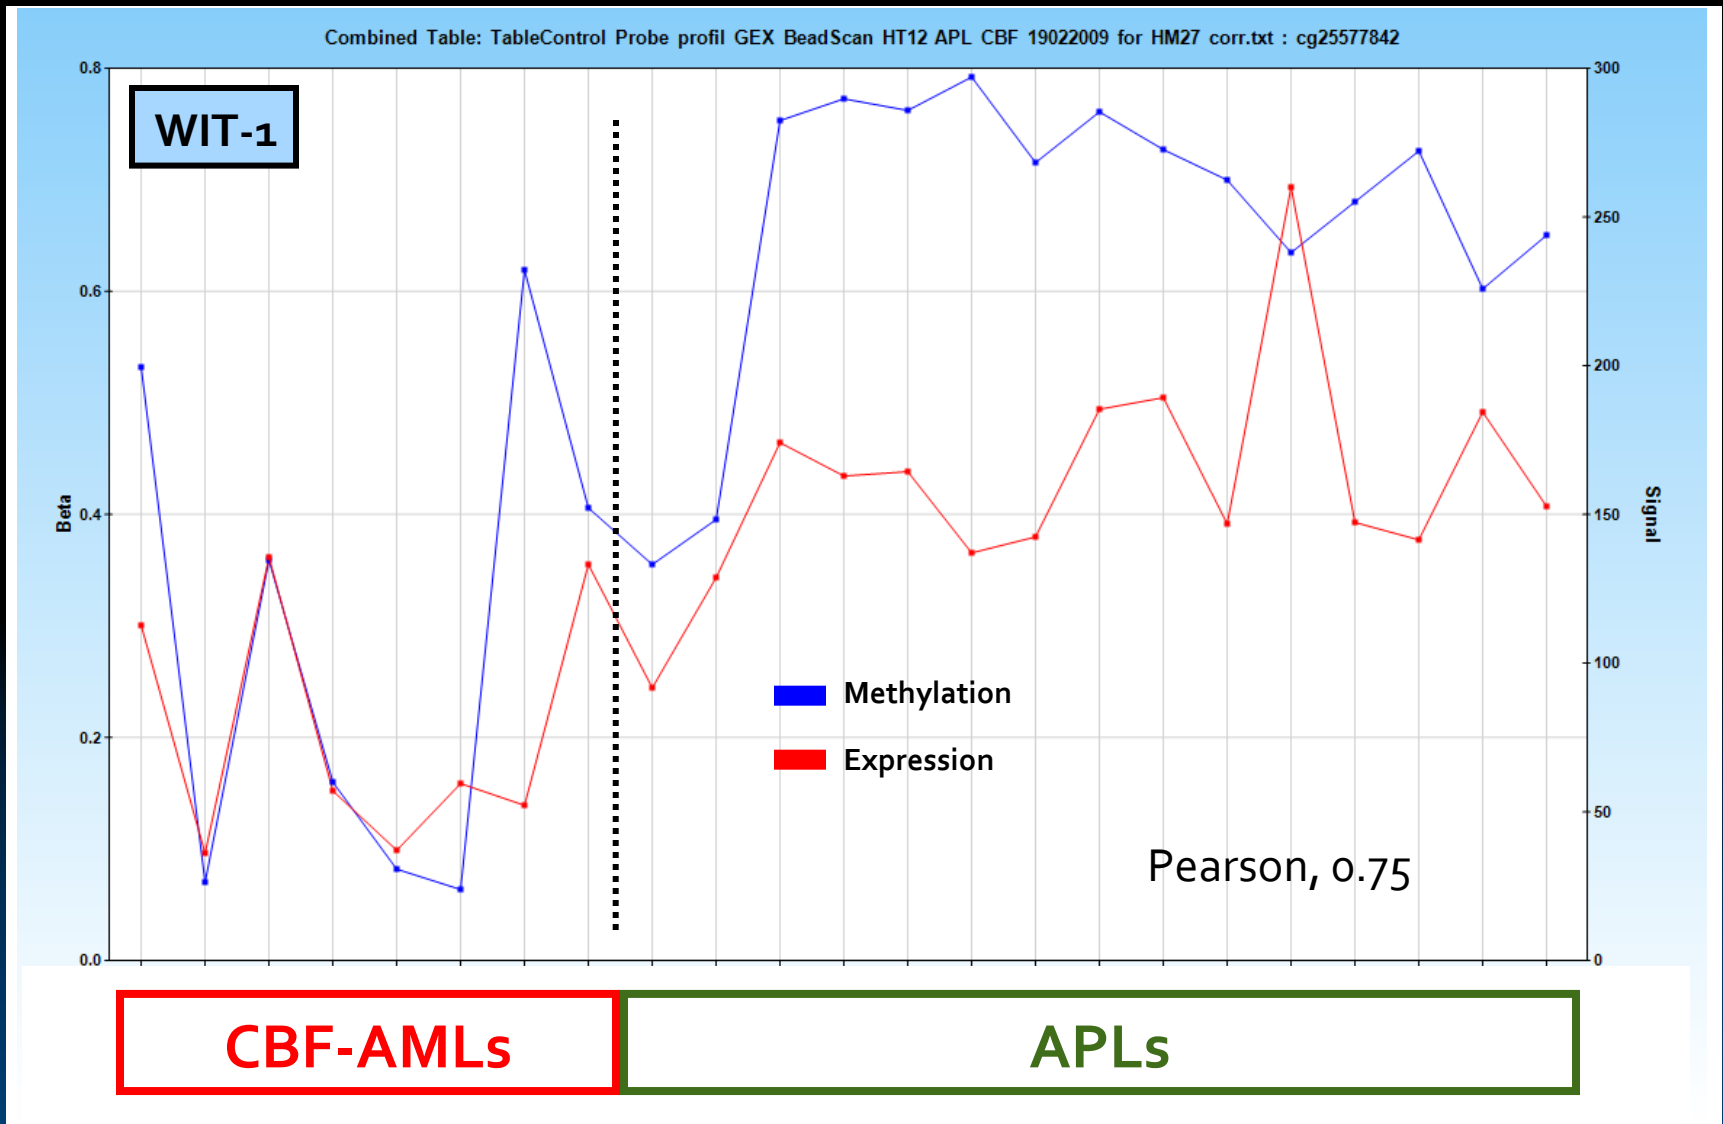 Combined Table: TableControl Probe profil GEX BeadScan HT12 APL CBF 19022009 for HM27 corr.txt : cg25577842
WIT-1
0.8
0.6
0.4
0.2
0.0
Beta
300
250
200
150
100
50
0
Signal
Methylation
Expression
Pearson, 0.75
CBF-AMLs
APLs